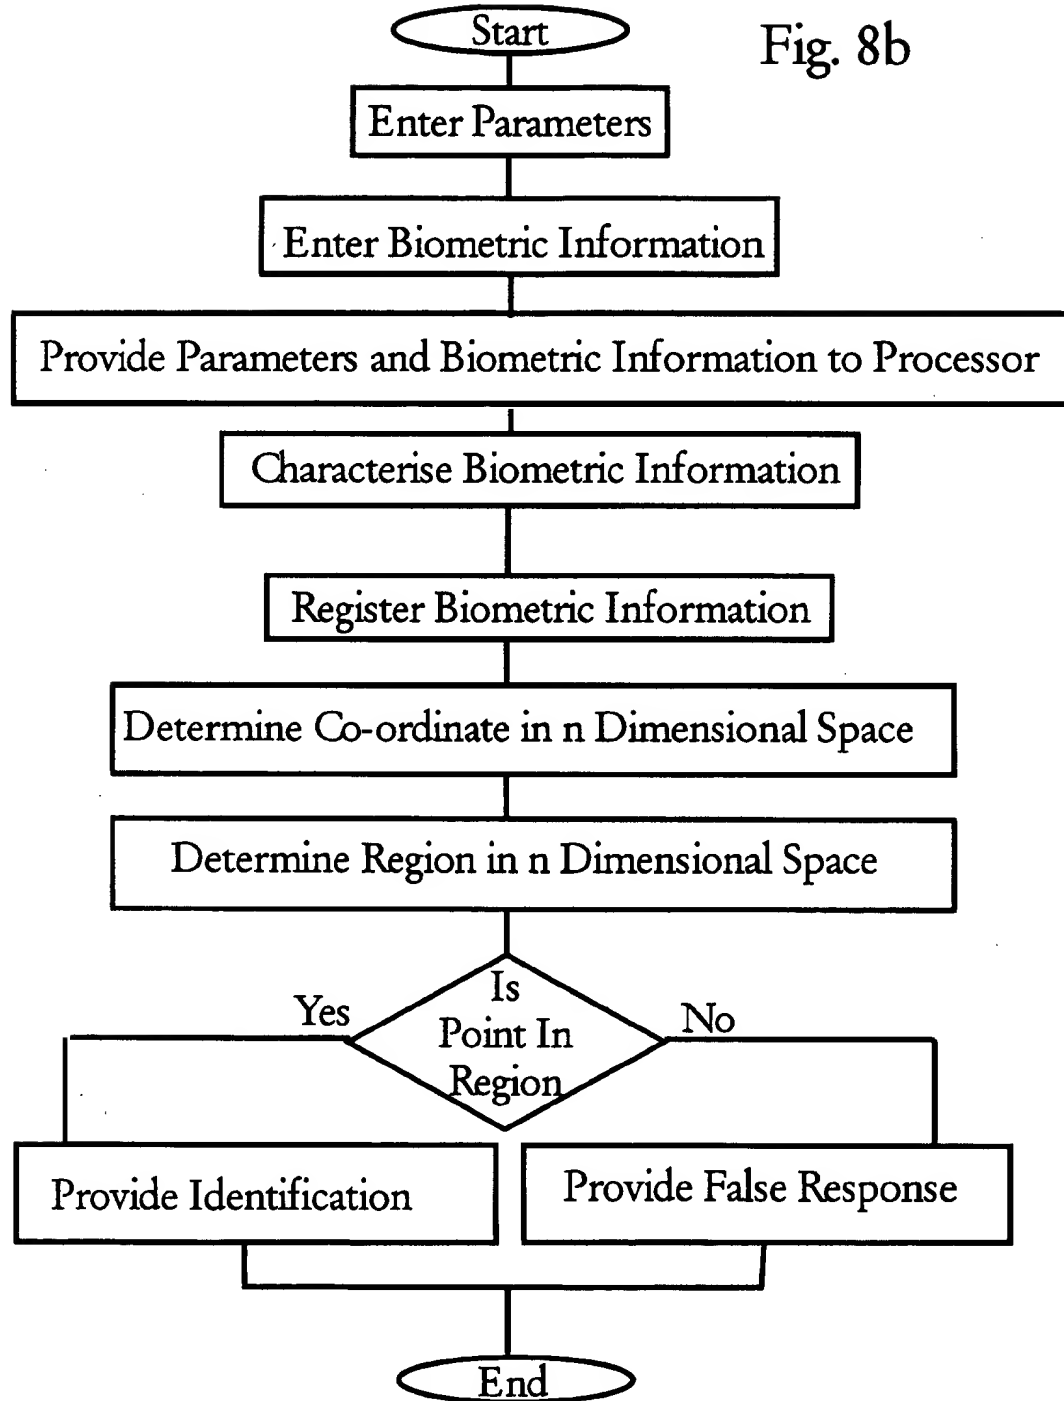 Start
Fig. 8b
Enter Parameters
Enter Biometric Information
Provide Parameters and Biometric Information to Processor
Characterise Biometric Information
Register Biometric Information
Determine Co-ordinate in n Dimensional Space
Determine Region in n Dimensional Space
Is
Point In
Region
Yes
No
Provide Identification
Provide False Response
End